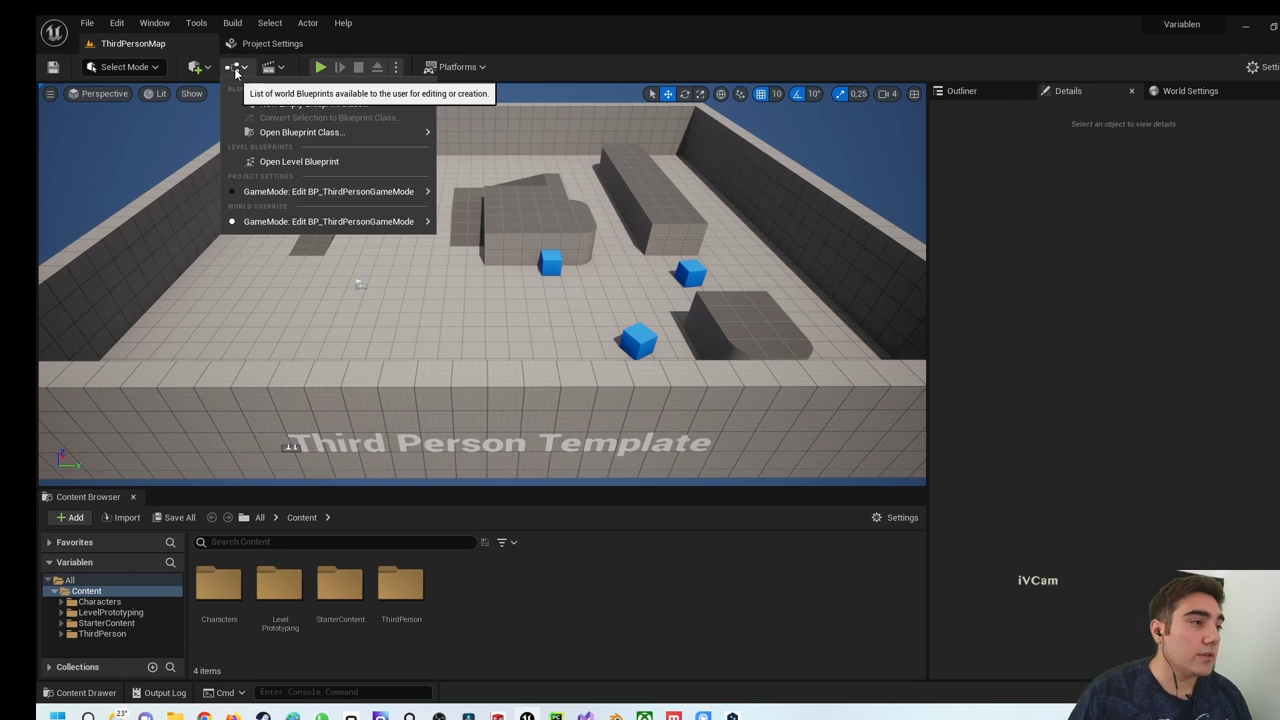 File Edit Window Tools Build Select Actor Help
Variablen
ThirdPersonMap
Project Settings
Select Mode
Platforms
Setti
Perspective
Lit
Show
List of world Blueprints available to the user for editing or creation.
10
10°
0,25
4
Outliner
Details
World Settings
Convert Selection to Blueprint Class...
Open Blueprint Class...
LEVEL BLUEPRINTS
Open Level Blueprint
PROJECT SETTINGS
GameMode: Edit BP_ThirdPersonGameMode
WORLD OVERRIDE
GameMode: Edit BP_ThirdPersonGameMode
Select an object to view details.
Third Person Template
Z
Y
Content Browser
Add
Import
Save All
All
Content
Settings
Favorites
Search Content
Variablen
All
Content
Characters
LevelPrototyping
StarterContent
ThirdPerson
Characters
Level
Prototyping
StarterContent
ThirdPerson
iVCam
Collections
4 items
Content Drawer
Output Log
Cmd
Enter Console Command
23°